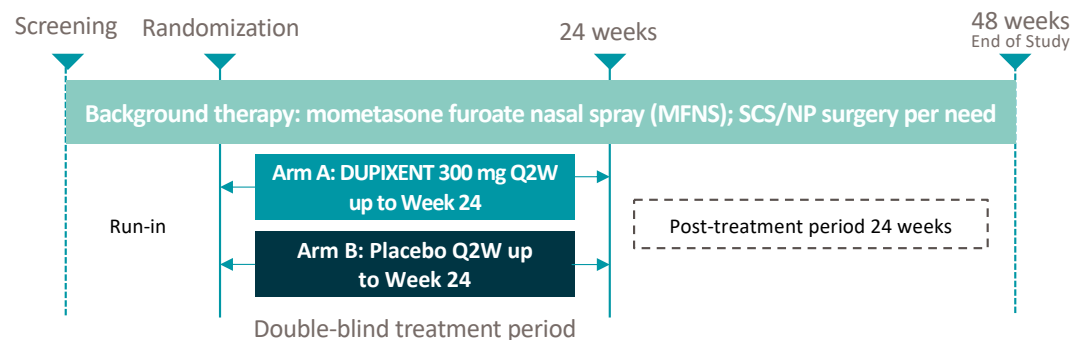 Screening
Randomization
24 weeks
48 weeks
End of Study
Background therapy: mometasone furoate nasal spray (MFNS); SCS/NP surgery per need
Arm A: DUPIXENT 300 mg Q2W
up to Week 24
Run-in
Post-treatment period 24 weeks
Arm B: Placebo Q2W up
to Week 24
Double-blind treatment period